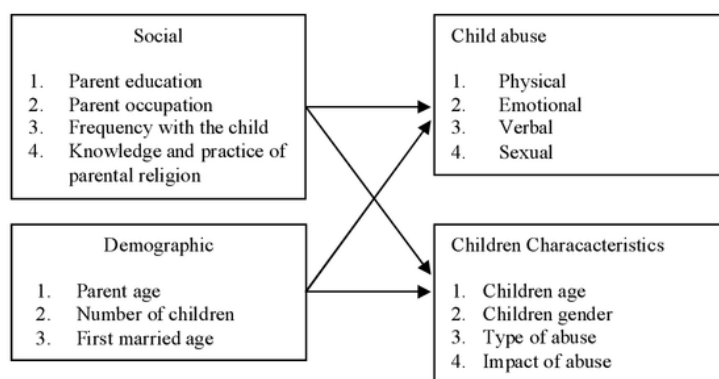 Social
1. Parent education
2. Parent occupation
3. Frequency with the child
4. Knowledge and practice of
parental religion
Child abuse
1. Physical
2. Emotional
3. Verbal
4. Sexual
Demographic
1. Parent age
2. Number of children
3. First married age
Children Characacteristics
1. Children age
2. Children gender
3. Type of abuse
4. Impact of abuse